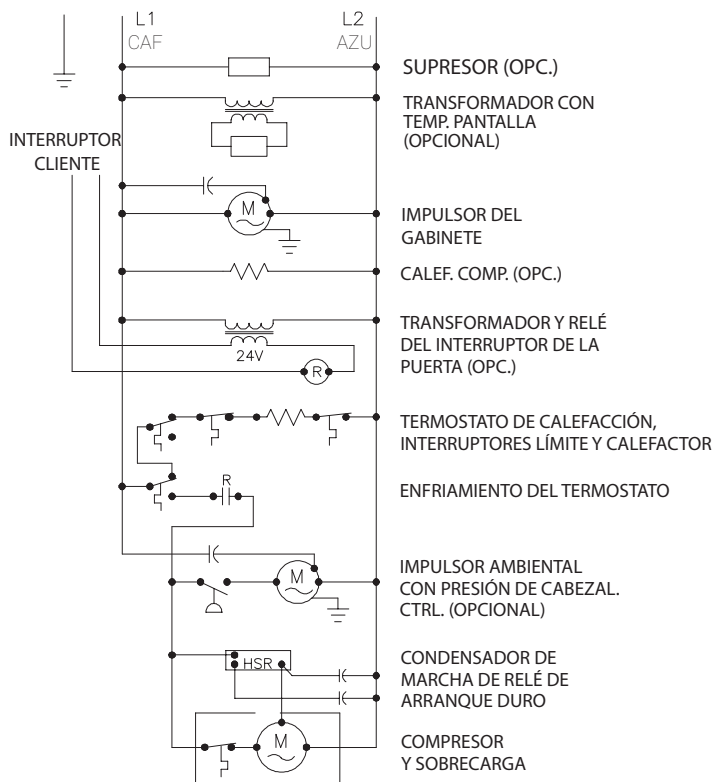 L1
L2
CAF
AZU
SUPRESOR (OPC.)
TRANSFORMADOR CON
TEMP. PANTALLA
(OPCIONAL)
INTERRUPTOR
CLIENTE
M
IMPULSOR DEL
GABINETE
CALEF. COMP. (OPC.)
TRANSFORMADOR Y RELÉ
DEL INTERRUPTOR DE LA
PUERTA (OPC.)
24V
R
TERMOSTATO DE CALEFACCIÓN,
INTERRUPTORES LÍMITE Y CALEFACTOR
R
ENFRIAMIENTO DEL TERMOSTATO
M
IMPULSOR AMBIENTAL
CON PRESIÓN DE CABEZAL.
CTRL. (OPCIONAL)
HSR
CONDENSADOR DE
MARCHA DE RELÉ DE
ARRANQUE DURO
M
COMPRESOR
Y SOBRECARGA